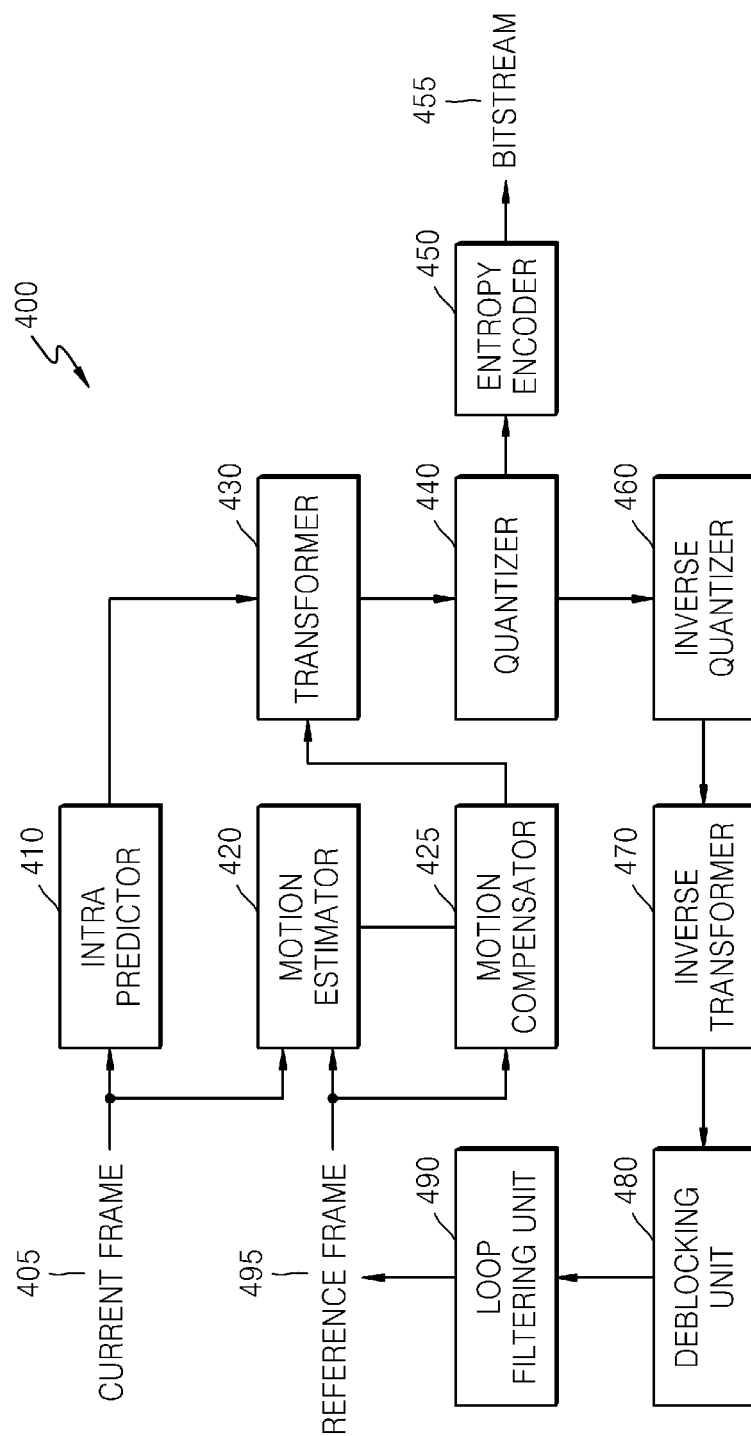 400
405
CURRENT FRAME
410
INTRA
PREDICTOR
495
REFERENCE FRAME
420
MOTION
ESTIMATOR
430
TRANSFORMER
490
LOOP
FILTERING UNIT
425
MOTION
COMPENSATOR
440
QUANTIZER
450
ENTROPY
ENCODER
455
BITSTREAM
480
DEBLOCKING
UNIT
470
INVERSE
TRANSFORMER
460
INVERSE
QUANTIZER